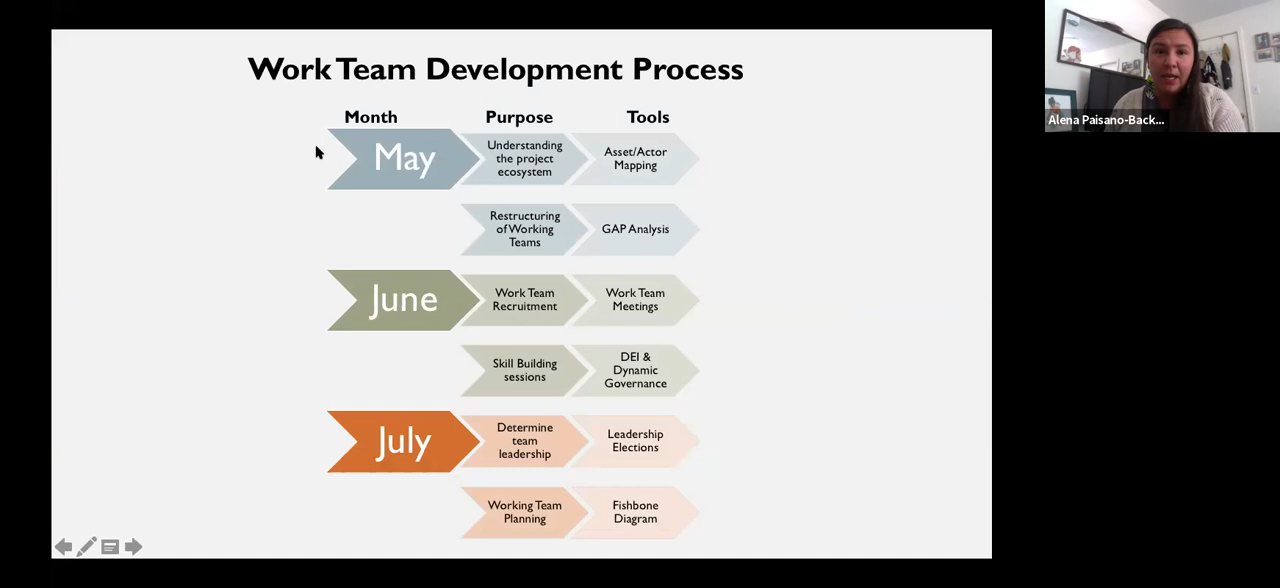 Work Team Development Process
Month Purpose Tools
May
Understanding
the project
ecosystem
Asset/Actor
Mapping
Restructuring
of Working
Teams
GAP Analysis
June
Work Team
Recruitment
Work Team
Meetings
Skill Building
sessions
DEI &
Dynamic
Governance
July
Determine
team
leadership
Leadership
Elections
Working Team
Planning
Fishbone
Diagram
Alena Paisano-Back...